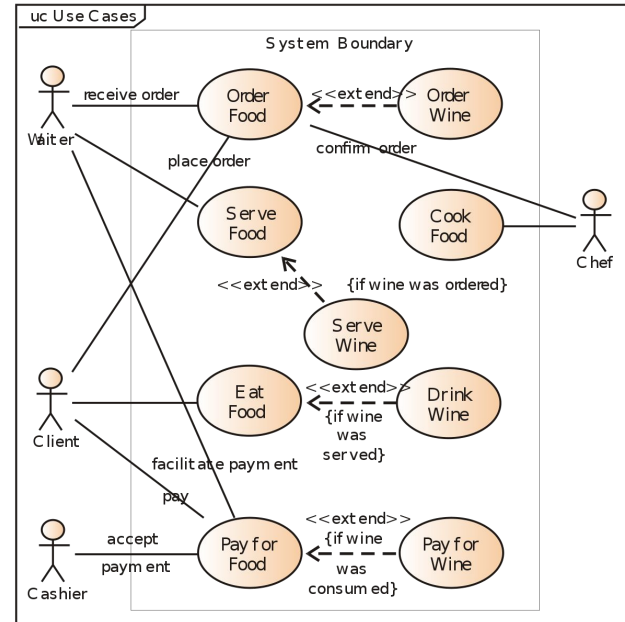 uc Use Cases
System Boundary
receive order
Order
Food
<<extend>>
Order
Wine
Waiter
place order
confirm order
Serve
Food
Cook
Food
Chef
<<extend>>
{if wine was ordered}
Serve
Wine
Eat
Food
<<extend>>
{if wine
was
served}
Drink
Wine
Client
facilitate payment
pay
accept
payment
Pay for
Food
<<extend>>
{if wine
was
consumed}
Pay for
Wine
Cashier